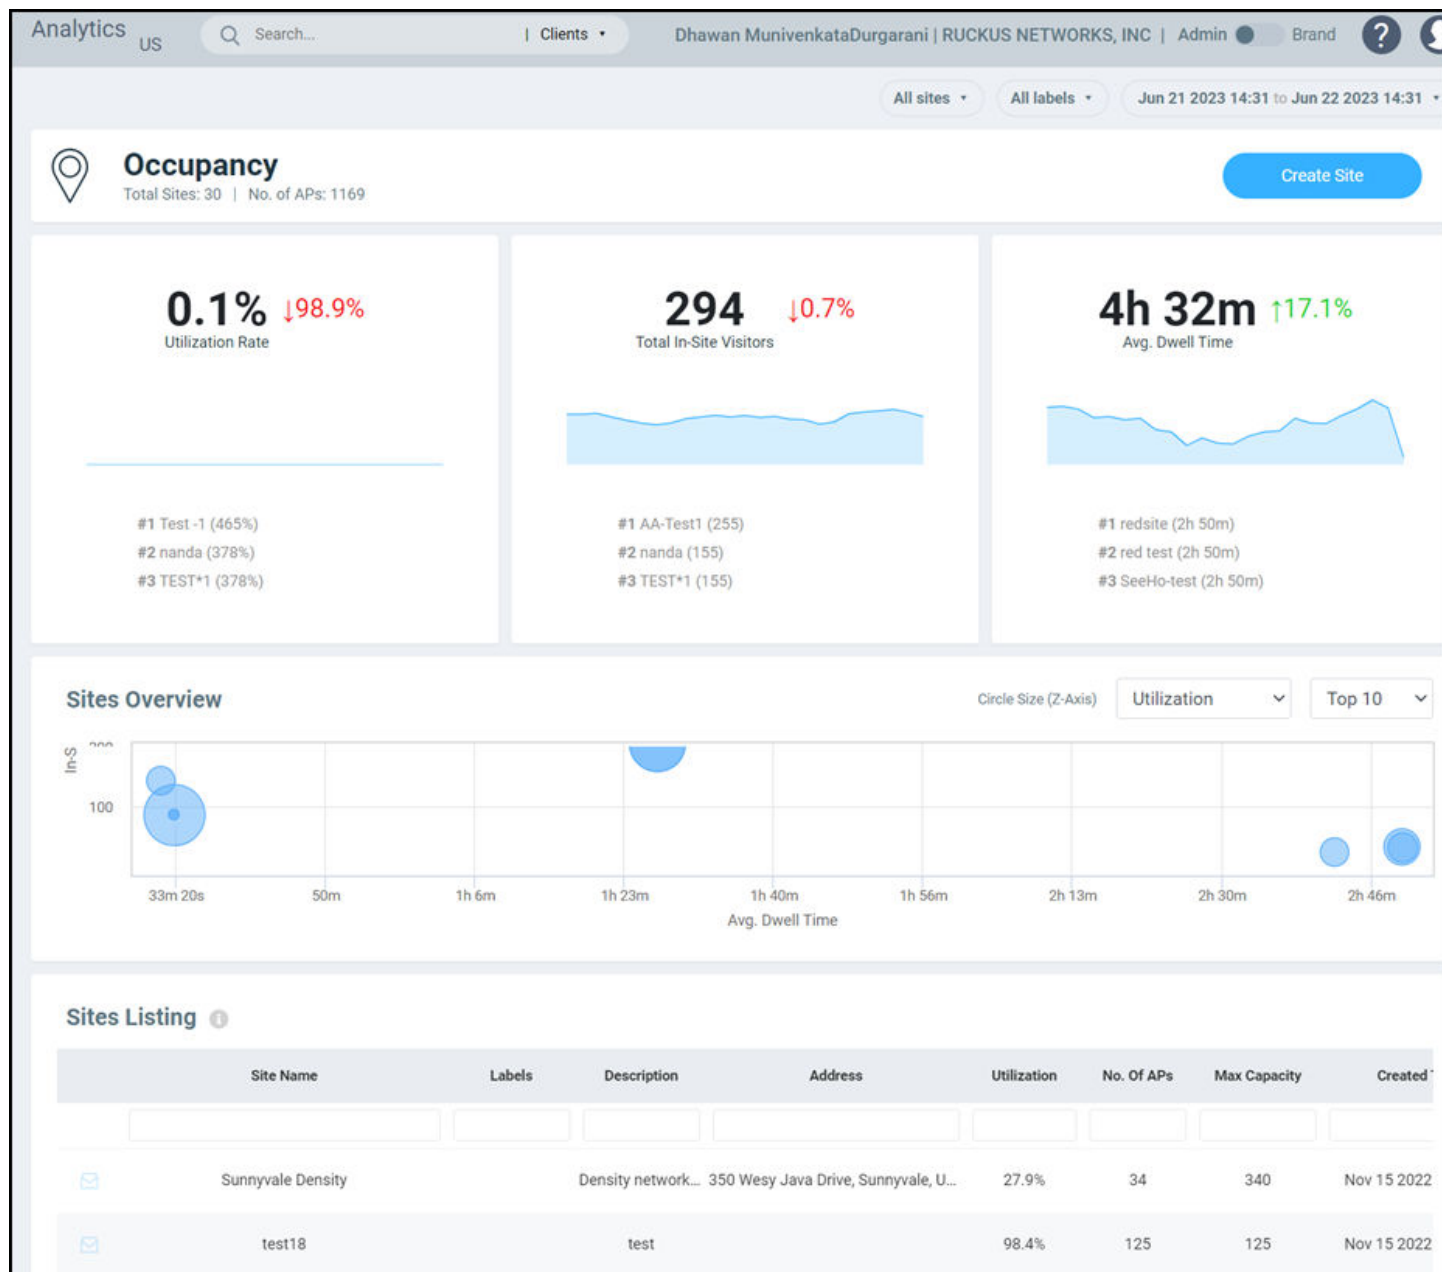 Analytics US Search... | Clients Dhawan MunivenkataDurgarani | RUCKUS NETWORKS, INC | Admin Brand ?
All sites All labels Jun 21 2023 14:31 to Jun 22 2023 14:31
Occupancy
Total Sites: 30 | No. of APs: 1169
Create Site
0.1% ↓98.9%
Utilization Rate
#1 Test -1 (465%)
#2 nanda (378%)
#3 TEST*1 (378%)
294 ↓0.7%
Total In-Site Visitors
#1 AA-Test1 (255)
#2 nanda (155)
#3 TEST*1 (155)
4h 32m ↑17.1%
Avg. Dwell Time
#1 redsite (2h 50m)
#2 red test (2h 50m)
#3 SeeHo-test (2h 50m)
Sites Overview Circle Size (Z-Axis) Utilization Top 10
In-S
200
100
33m 20s 50m 1h 6m 1h 23m 1h 40m 1h 56m 2h 13m 2h 30m 2h 46m
Avg. Dwell Time
Sites Listing i
Site Name Labels Description Address Utilization No. Of APs Max Capacity Created
Sunnyvale Density Density network... 350 Wesy Java Drive, Sunnyvale, U... 27.9% 34 340 Nov 15 2022
test18 test 98.4% 125 125 Nov 15 2022